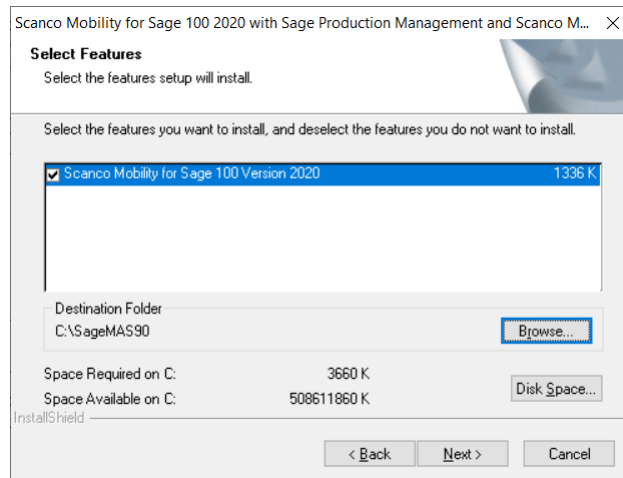 Scanco Mobility for Sage 100 2020 with Sage Production Management and Scanco M...
Select Features
Select the features setup will install.
Select the features you want to install, and deselect the features you do not want to install.
Scanco Mobility for Sage 100 Version 2020 1336 K
Destination Folder
C:\SageMAS90 Browse...
Space Required on C: 3660 K
Space Available on C: 508611860 K
Disk Space...
InstallShield
< Back Next > Cancel